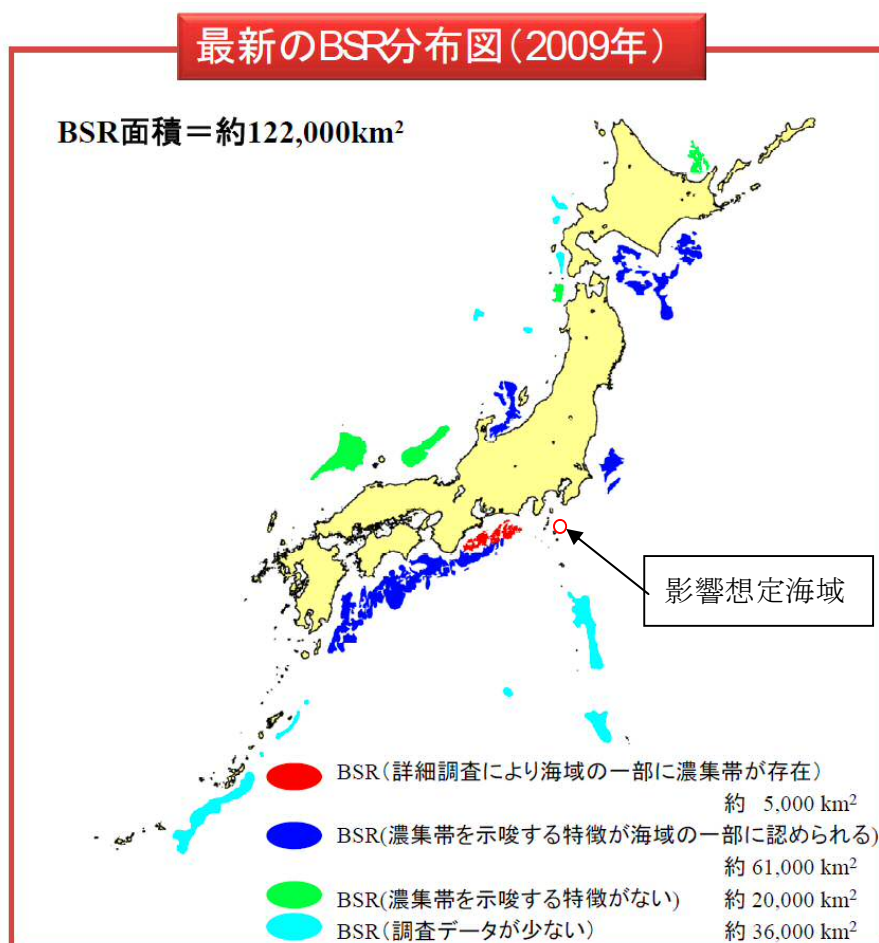 最新のBSR分布図(2009年)
BSR面積＝約122,000km²
影響想定海域
BSR(詳細調査により海域の一部に濃集帯が存在)
約 5,000 km²
BSR(濃集帯を示唆する特徴が海域の一部に認められる)
約 61,000 km²
BSR(濃集帯を示唆する特徴がない) 約 20,000 km²
BSR(調査データが少ない) 約 36,000 km²